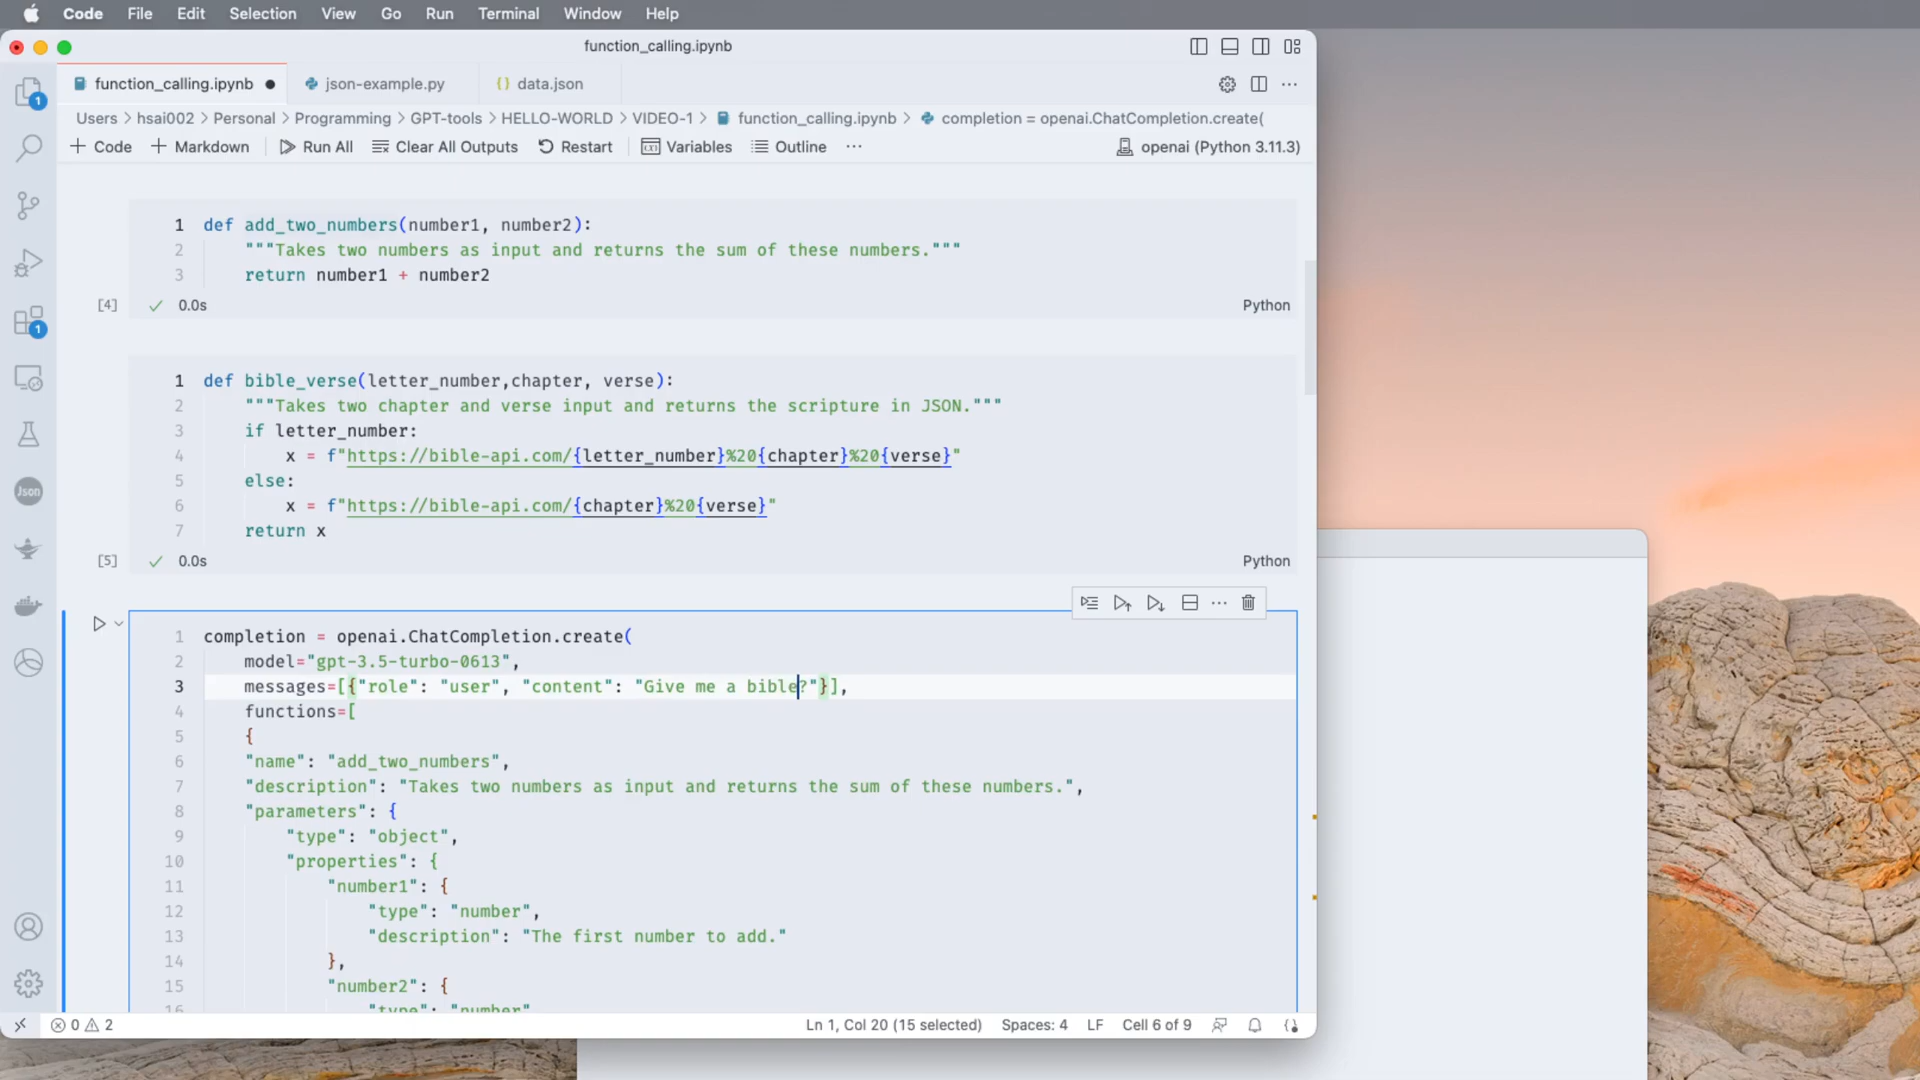 Code File Edit Selection View Go Run Terminal Window Help
function_calling.ipynb
function_calling.ipynb json-example.py {} data.json
Users > hsai002 > Personal > Programming > GPT-tools > HELLO-WORLD > VIDEO-1 > function_calling.ipynb > completion = openai.ChatCompletion.create(
+ Code + Markdown Run All Clear All Outputs Restart Variables Outline ... openai (Python 3.11.3)
1 def add_two_numbers(number1, number2):
2 """Takes two numbers as input and returns the sum of these numbers."""
3 return number1 + number2
[4] ✓ 0.0s Python
1 def bible_verse(letter_number,chapter, verse):
2 """Takes two chapter and verse input and returns the scripture in JSON."""
3 if letter_number:
4 x = f"https://bible-api.com/{letter_number}%20{chapter}%20{verse}"
5 else:
6 x = f"https://bible-api.com/{chapter}%20{verse}"
7 return x
[5] ✓ 0.0s Python
1 completion = openai.ChatCompletion.create(
2 model="gpt-3.5-turbo-0613",
3 messages=[{"role": "user", "content": "Give me a bible?"}],
4 functions=[
5 {
6 "name": "add_two_numbers",
7 "description": "Takes two numbers as input and returns the sum of these numbers.",
8 "parameters": {
9 "type": "object",
10 "properties": {
11 "number1": {
12 "type": "number",
13 "description": "The first number to add."
14 },
15 "number2": {
16 "type": "number"
Json
1
1
0 2 Ln 1, Col 20 (15 selected) Spaces: 4 LF Cell 6 of 9